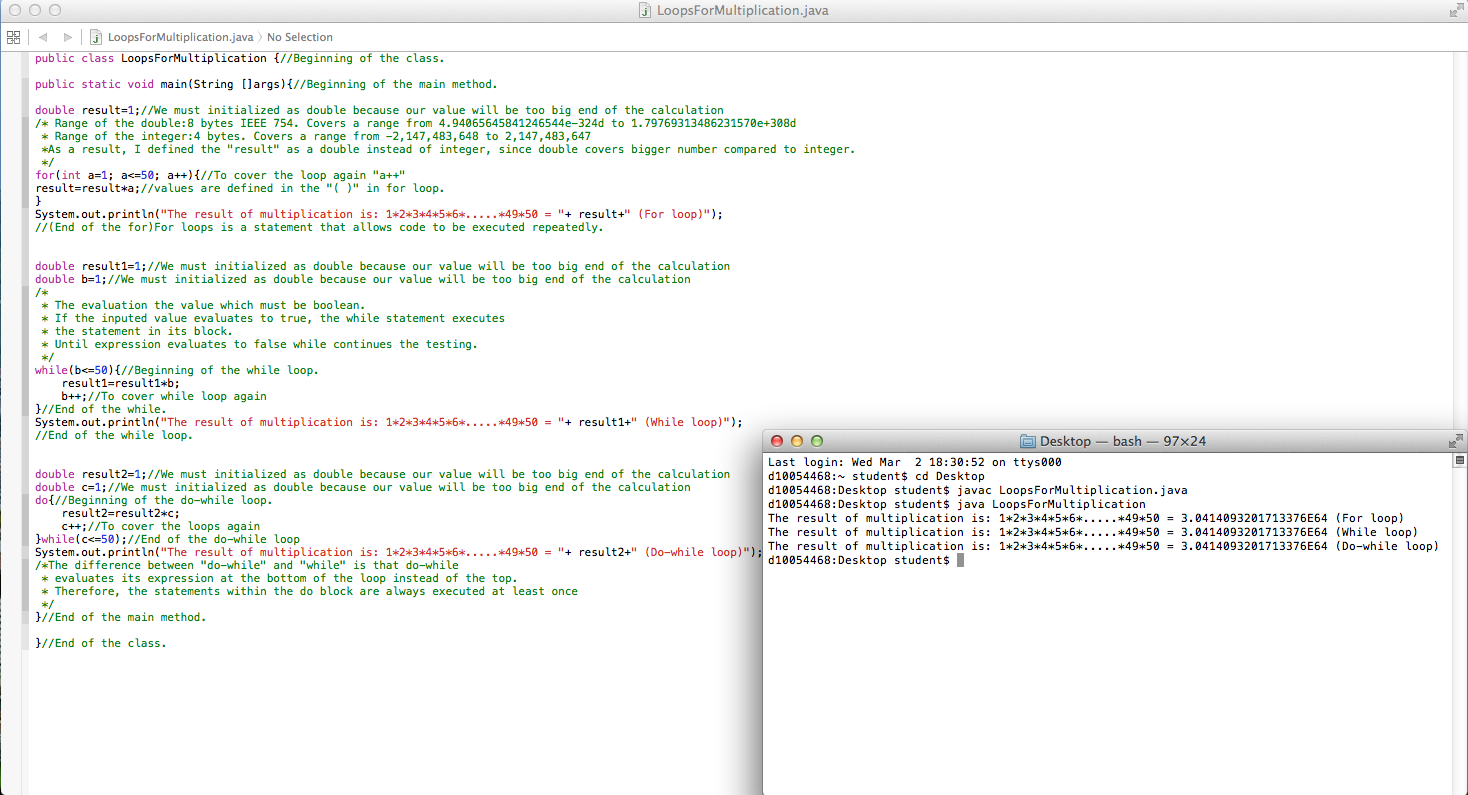 LoopsForMultiplication.java
LoopsForMultiplication.java 〉 No Selection
public class LoopsForMultiplication {//Beginning of the class.
public static void main(String []args){//Beginning of the main method.
double result=1;//We must initialized as double because our value will be too big end of the calculation
/* Range of the double:8 bytes IEEE 754. Covers a range from 4.94065645841246544e-324d to 1.79769313486231570e+308d
* Range of the integer:4 bytes. Covers a range from -2,147,483,648 to 2,147,483,647
*As a result, I defined the "result" as a double instead of integer, since double covers bigger number compared to integer.
*/
for(int a=1; a<=50; a++){//To cover the loop again "a++"
result=result*a;//values are defined in the "( )" in for loop.
}
System.out.println("The result of multiplication is: 1*2*3*4*5*6*.....*49*50 = "+ result+" (For loop)");
//(End of the for)For loops is a statement that allows code to be executed repeatedly.
double result1=1;//We must initialized as double because our value will be too big end of the calculation
double b=1;//We must initialized as double because our value will be too big end of the calculation
/*
* The evaluation the value which must be boolean.
* If the inputed value evaluates to true, the while statement executes
* the statement in its block.
* Until expression evaluates to false while continues the testing.
*/
while(b<=50){//Beginning of the while loop.
result1=result1*b;
b++;//To cover while loop again
}//End of the while.
System.out.println("The result of multiplication is: 1*2*3*4*5*6*.....*49*50 = "+ result1+" (While loop)");
//End of the while loop.
double result2=1;//We must initialized as double because our value will be too big end of the calculation
double c=1;//We must initialized as double because our value will be too big end of the calculation
do{//Beginning of the do-while loop.
result2=result2*c;
c++;//To cover the loops again
}while(c<=50);//End of the do-while loop
System.out.println("The result of multiplication is: 1*2*3*4*5*6*.....*49*50 = "+ result2+" (Do-while loop)");
/*The difference between "do-while" and "while" is that do-while
* evaluates its expression at the bottom of the loop instead of the top.
* Therefore, the statements within the do block are always executed at least once
*/
}//End of the main method.
}//End of the class.
Desktop — bash — 97×24
Last login: Wed Mar  2 18:30:52 on ttys000
d10054468:~ student$ cd Desktop
d10054468:Desktop student$ javac LoopsForMultiplication.java
d10054468:Desktop student$ java LoopsForMultiplication
The result of multiplication is: 1*2*3*4*5*6*.....*49*50 = 3.0414093201713376E64 (For loop)
The result of multiplication is: 1*2*3*4*5*6*.....*49*50 = 3.0414093201713376E64 (While loop)
The result of multiplication is: 1*2*3*4*5*6*.....*49*50 = 3.0414093201713376E64 (Do-while loop)
d10054468:Desktop student$